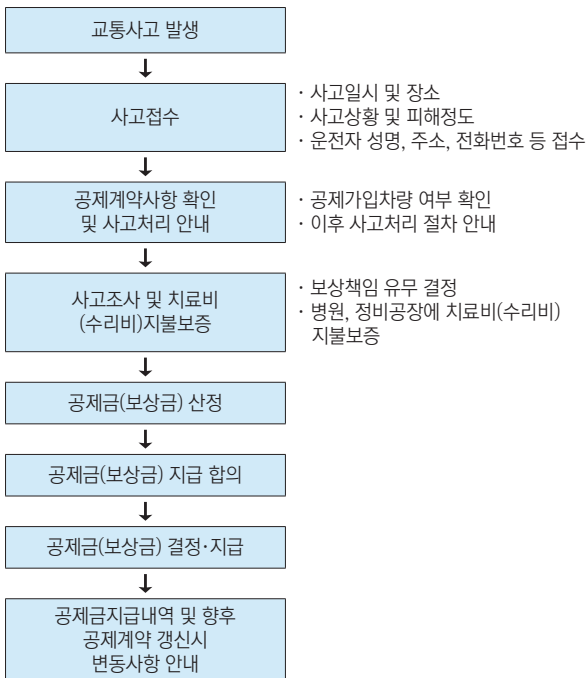 교통사고 발생
사고접수
· 사고일시 및 장소
· 사고상황 및 피해정도
· 운전자 성명, 주소, 전화번호 등 접수
공제계약사항 확인
및 사고처리 안내
· 공제가입차량 여부 확인
· 이후 사고처리 절차 안내
사고조사 및 치료비
(수리비)지불보증
· 보상책임 유무 결정
· 병원, 정비공장에 치료비(수리비)
지불보증
공제금(보상금) 산정
공제금(보상금) 지급 합의
공제금(보상금) 결정·지급
공제금지급내역 및 향후
공제계약 갱신시
변동사항 안내